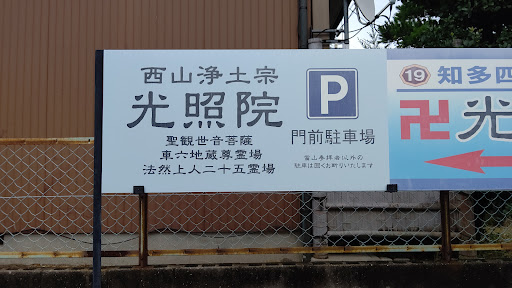 西山浄土宗
光照院
聖観世音菩薩
車六地蔵尊霊場
法然上人二十五霊場
P
門前駐車場
当山参拝者以外の
駐車は固くお断りいたします
19 知多四
卍光